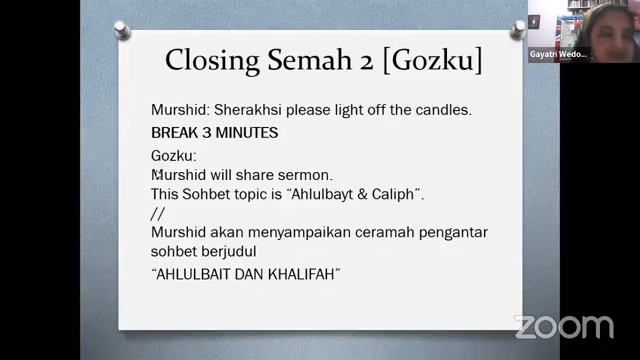 Gayatri Wedo...
Closing Semah 2 [Gozku]
Murshid: Sherakhsi please light off the candles.
BREAK 3 MINUTES
Gozku:
Murshid will share sermon.
This Sohbet topic is “Ahlulbayt & Caliph”.
//
Murshid akan menyampaikan ceramah pengantar
sohbet berjudul
“AHLULBAIT DAN KHALIFAH”
zoom